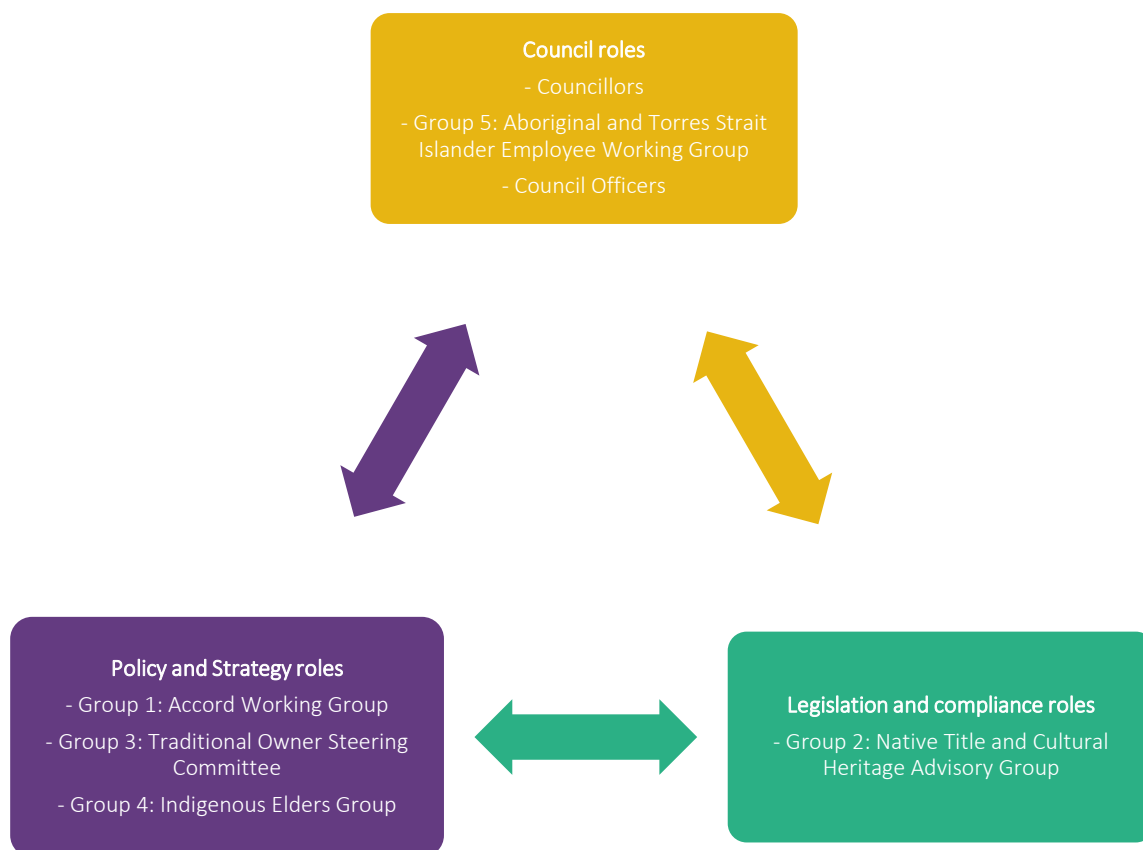 Council roles
- Councillors
- Group 5: Aboriginal and Torres Strait
Islander Employee Working Group
- Council Officers
Policy and Strategy roles
- Group 1: Accord Working Group
- Group 3: Traditional Owner Steering
Committee
- Group 4: Indigenous Elders Group
Legislation and compliance roles
- Group 2: Native Title and Cultural
Heritage Advisory Group